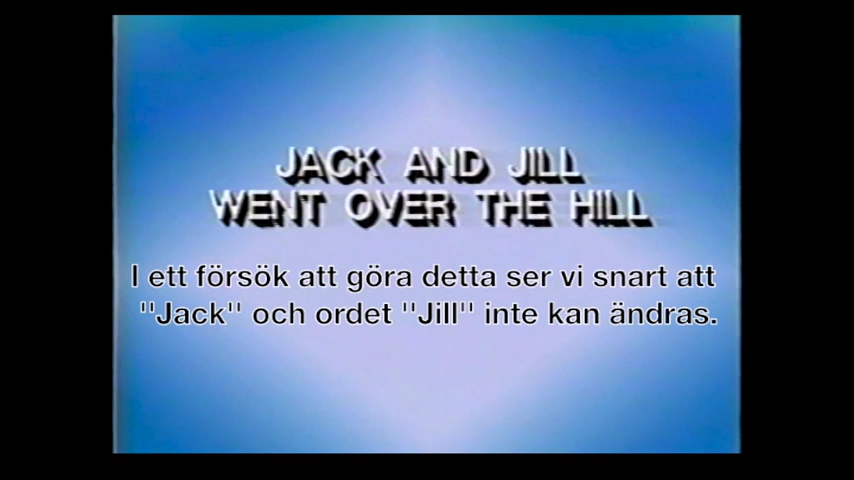 JACK AND JILL
WENT OVER THE HILL
I ett försök att göra detta ser vi snart att
"Jack" och ordet "Jill" inte kan ändras.